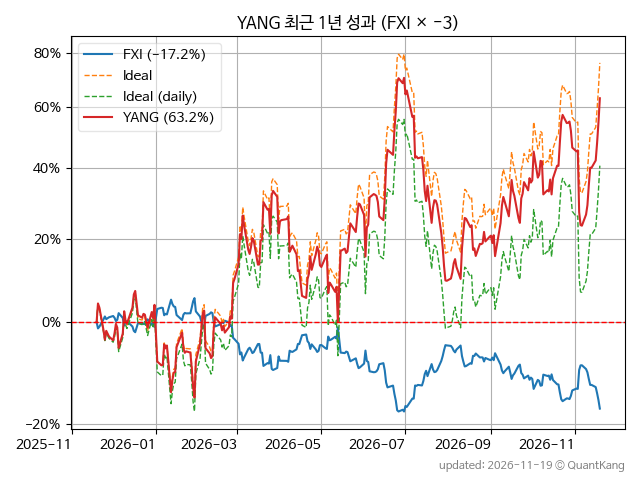 YANG 최근 1년 성과 (FXI × −3)
FXI (−17.2%)
Ideal
Ideal (daily)
YANG (63.2%)
80%
60%
40%
20%
0%
−20%
2025-11 2026-01 2026-03 2026-05 2026-07 2026-09 2026-11
updated: 2026-11-19 © QuantKang